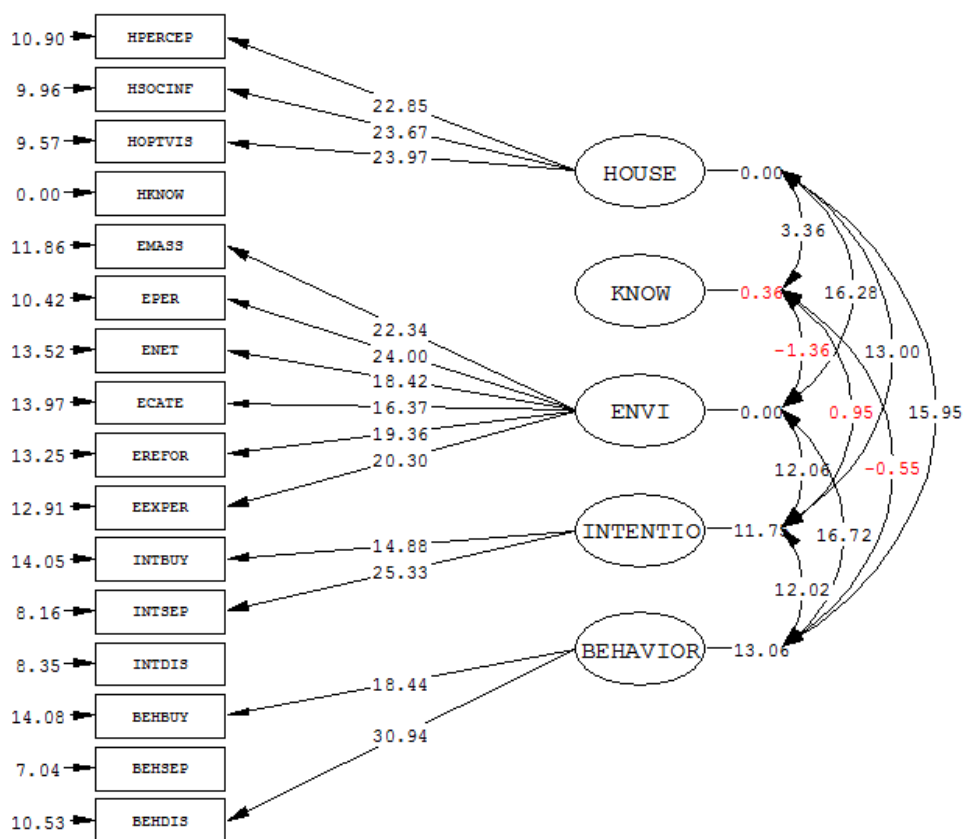 10.90 HPERCEP
9.96 HSOCINF
9.57 HOPTVIS
0.00 HKNOW
11.86 EMASS
10.42 EPER
13.52 ENET
13.97 ECATE
13.25 EREFOR
12.91 EEXPER
14.05 INTBUY
8.16 INTSEP
8.35 INTDIS
14.08 BEHBUY
7.04 BEHSEP
10.53 BEHDIS
22.85
23.67
23.97
22.34
24.00
18.42
16.37
19.36
20.30
14.88
25.33
18.44
30.94
HOUSE 0.00
KNOW 0.36
ENVI 0.00
INTENTIO 11.75
BEHAVIOR 13.06
3.36
16.28
-1.36
13.00
0.95
15.95
-0.55
12.06
16.72
12.02